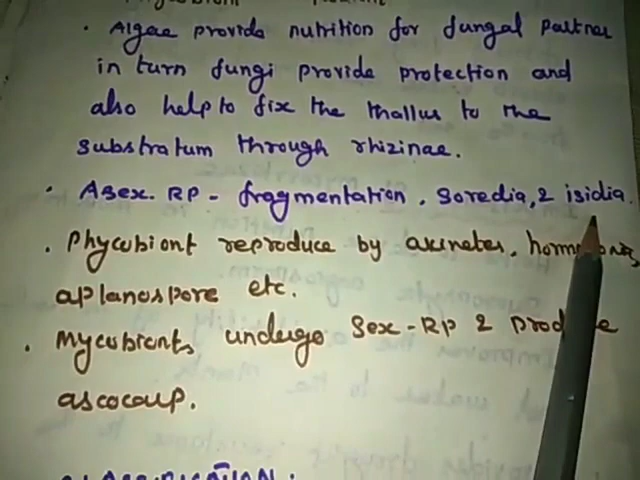 • Algae provide nutrition for fungal partner
in turn fungi provide protection and
also help to fix the thallus to the
substratum through rhizinae.
• Asex. RP - fragmentation, Soredia, & isidia.
• Phycobiont reproduce by akinetes,
aplanospore etc.
• Mycobionts undergo Sex-RP &
ascocarp.
CLASSIFICATION: